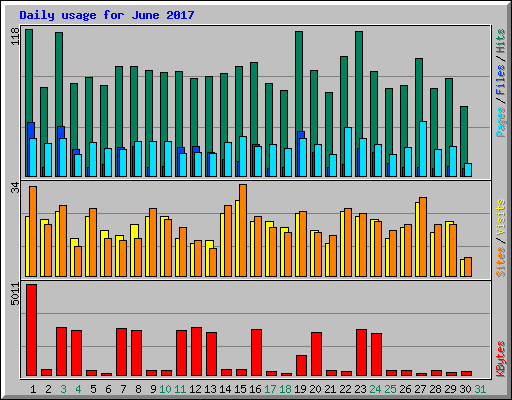 Daily usage for June 2017
118
Pages / Files / Hits
34
Sites / Visits
5011
KBytes
1 2 3 4 5 6 7 8 9 10 11 12 13 14 15 16 17 18 19 20 21 22 23 24 25 26 27 28 29 30 31